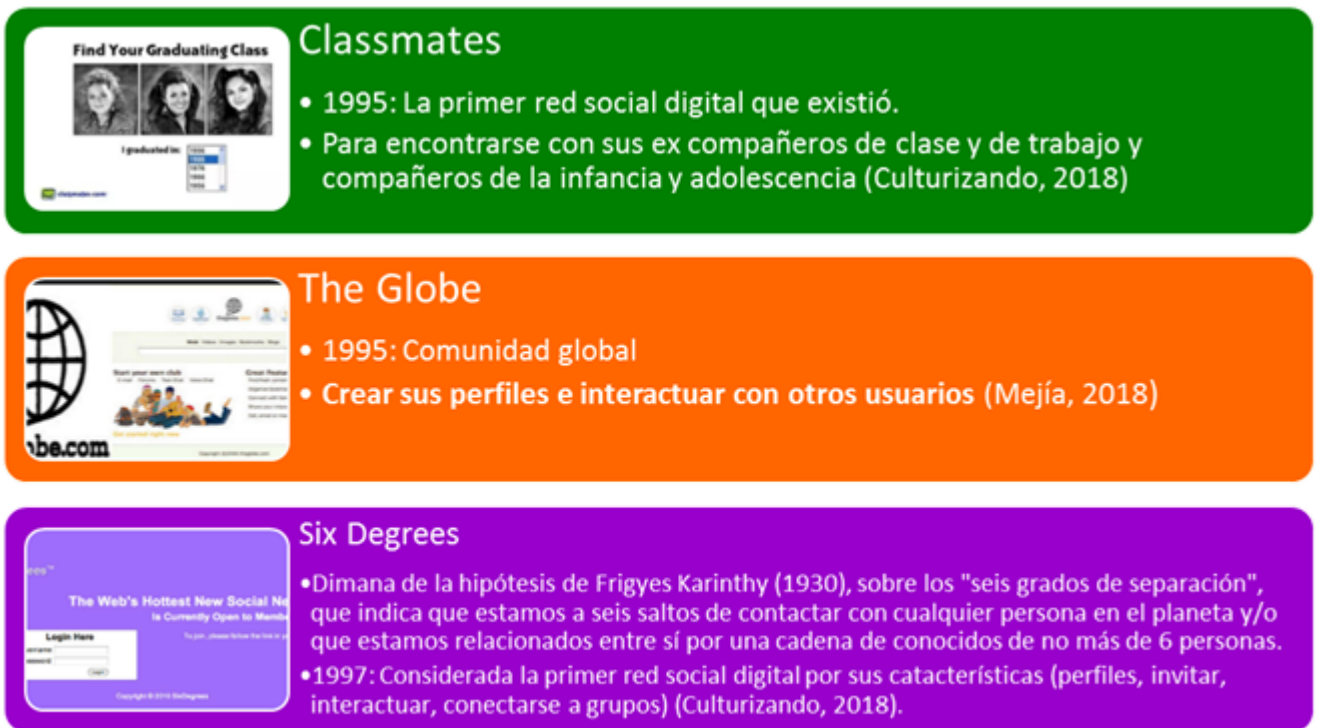 Find Your Graduating Class
I graduated in:
classmates.com
Classmates
• 1995: La primer red social digital que existió.
• Para encontrarse con sus ex compañeros de clase y de trabajo y
compañeros de la infancia y adolescencia (Culturizando, 2018)
be.com
Start your own club
The Globe
• 1995: Comunidad global
• Crear sus perfiles e interactuar con otros usuarios (Mejía, 2018)
The Web's Hottest New Social Ne
Is Currently Open to Membe
Login Here
Six Degrees
•Dimana de la hipótesis de Frigyes Karinthy (1930), sobre los "seis grados de separación",
que indica que estamos a seis saltos de contactar con cualquier persona en el planeta y/o
que estamos relacionados entre sí por una cadena de conocidos de no más de 6 personas.
•1997: Considerada la primer red social digital por sus catacterísticas (perfiles, invitar,
interactuar, conectarse a grupos) (Culturizando, 2018).